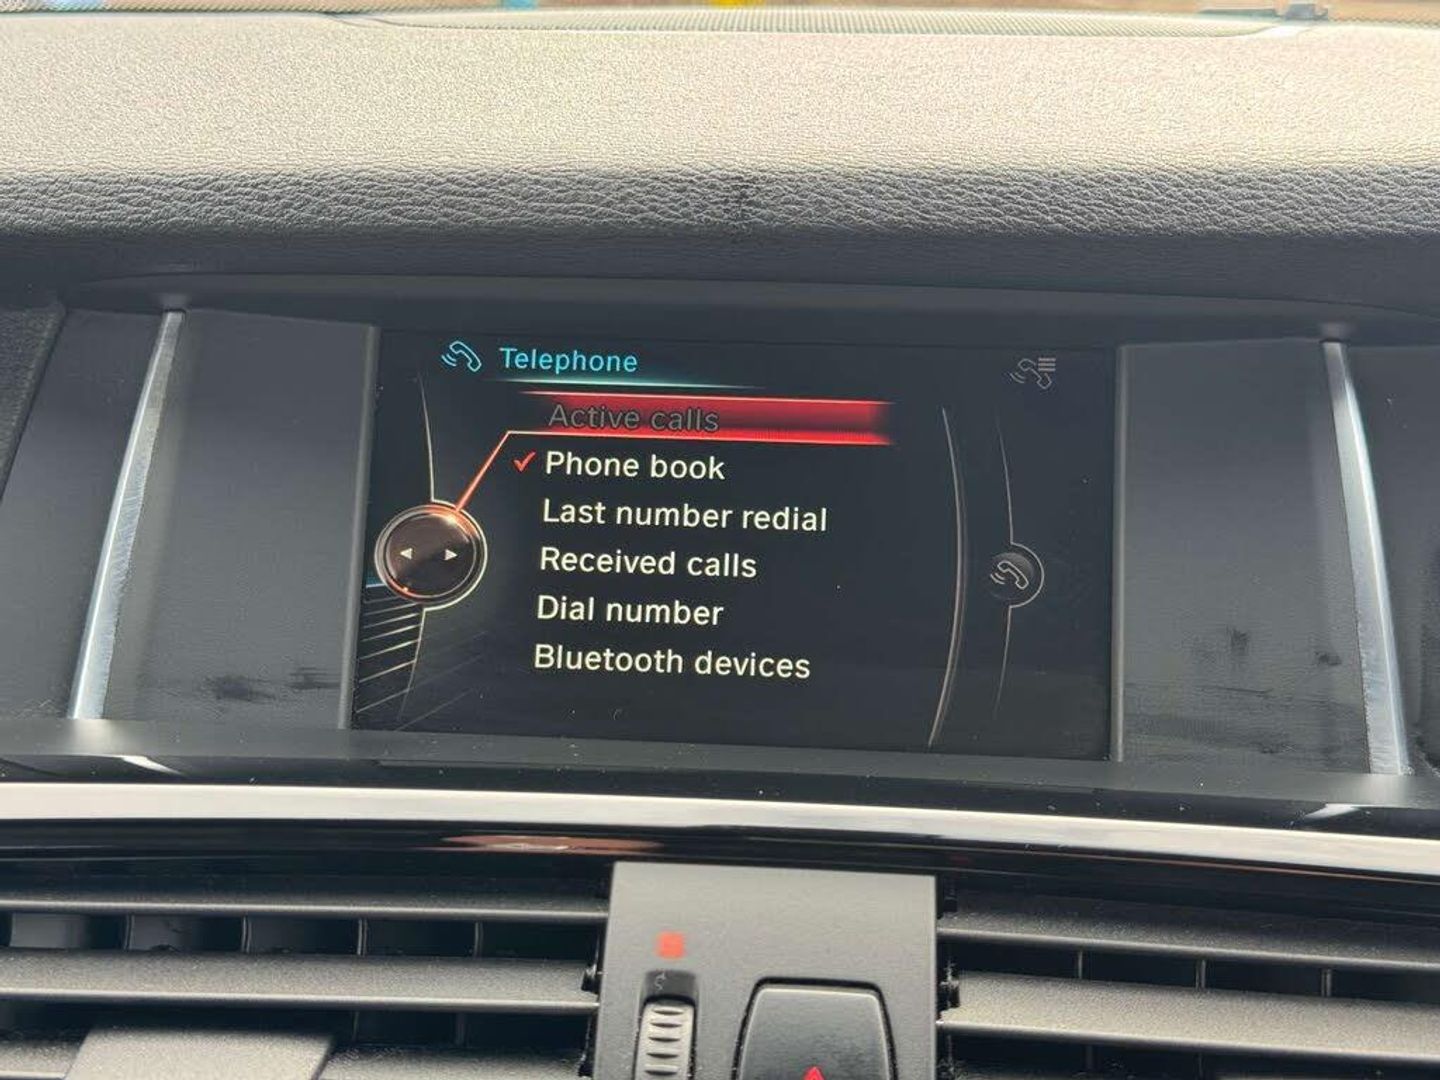 Telephone
Active calls
Phone book
Last number redial
Received calls
Dial number
Bluetooth devices